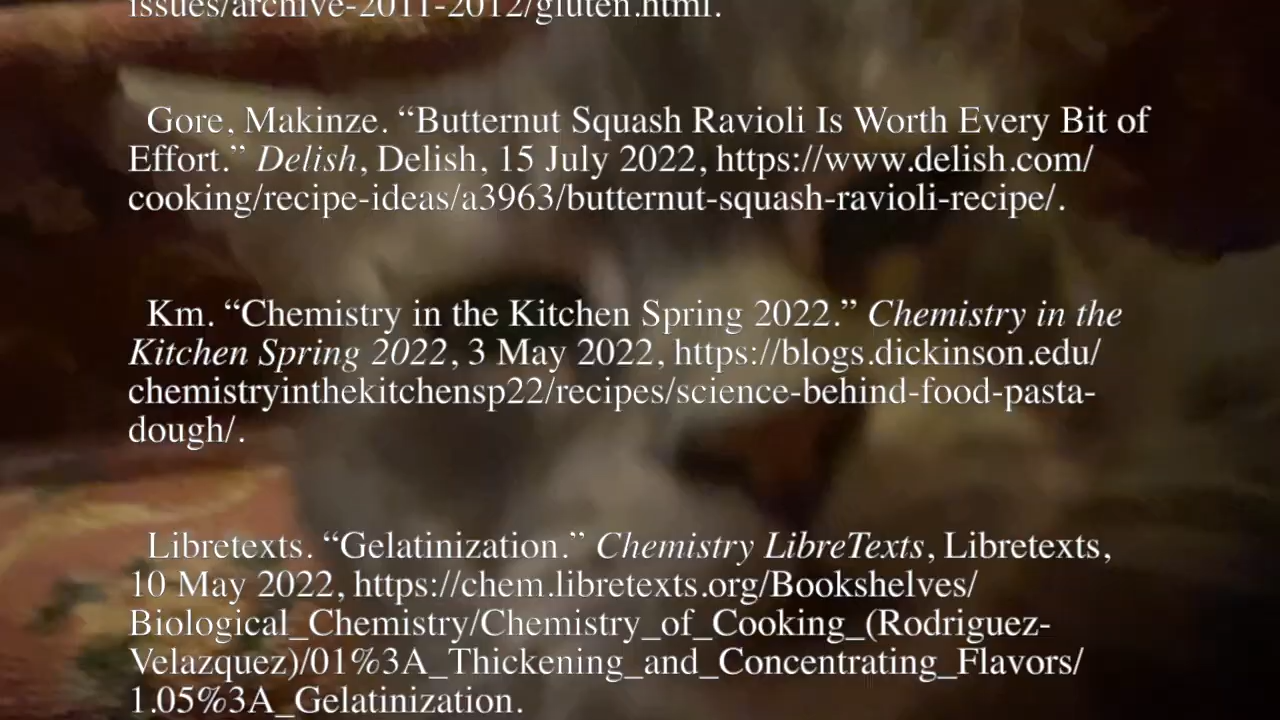 issues/archive-2011-2012/gluten.html.
Gore, Makinze. “Butternut Squash Ravioli Is Worth Every Bit of
Effort.” Delish, Delish, 15 July 2022, https://www.delish.com/
cooking/recipe-ideas/a3963/butternut-squash-ravioli-recipe/.
Km. “Chemistry in the Kitchen Spring 2022.” Chemistry in the
Kitchen Spring 2022, 3 May 2022, https://blogs.dickinson.edu/
chemistryinthekitchensp22/recipes/science-behind-food-pasta-
dough/.
Libretexts. “Gelatinization.” Chemistry LibreTexts, Libretexts,
10 May 2022, https://chem.libretexts.org/Bookshelves/
Biological_Chemistry/Chemistry_of_Cooking_(Rodriguez-
Velazquez)/01%3A_Thickening_and_Concentrating_Flavors/
1.05%3A_Gelatinization.